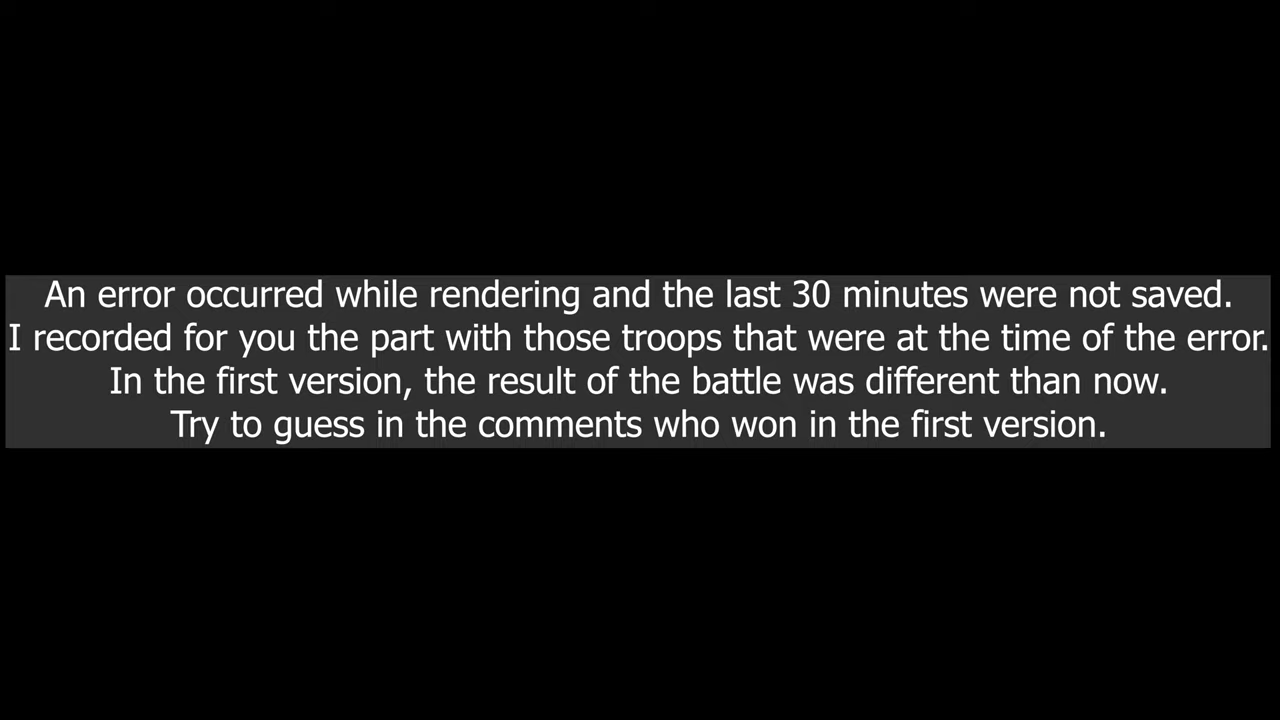 An error occurred while rendering and the last 30 minutes were not saved.
I recorded for you the part with those troops that were at the time of the error.
In the first version, the result of the battle was different than now.
Try to guess in the comments who won in the first version.